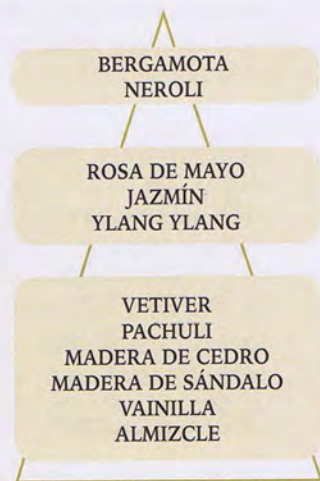 BERGAMOTA
NEROLI
ROSA DE MAYO
JAZMÍN
YLANG YLANG
VETIVER
PACHULI
MADERA DE CEDRO
MADERA DE SÁNDALO
VAINILLA
ALMIZCLE